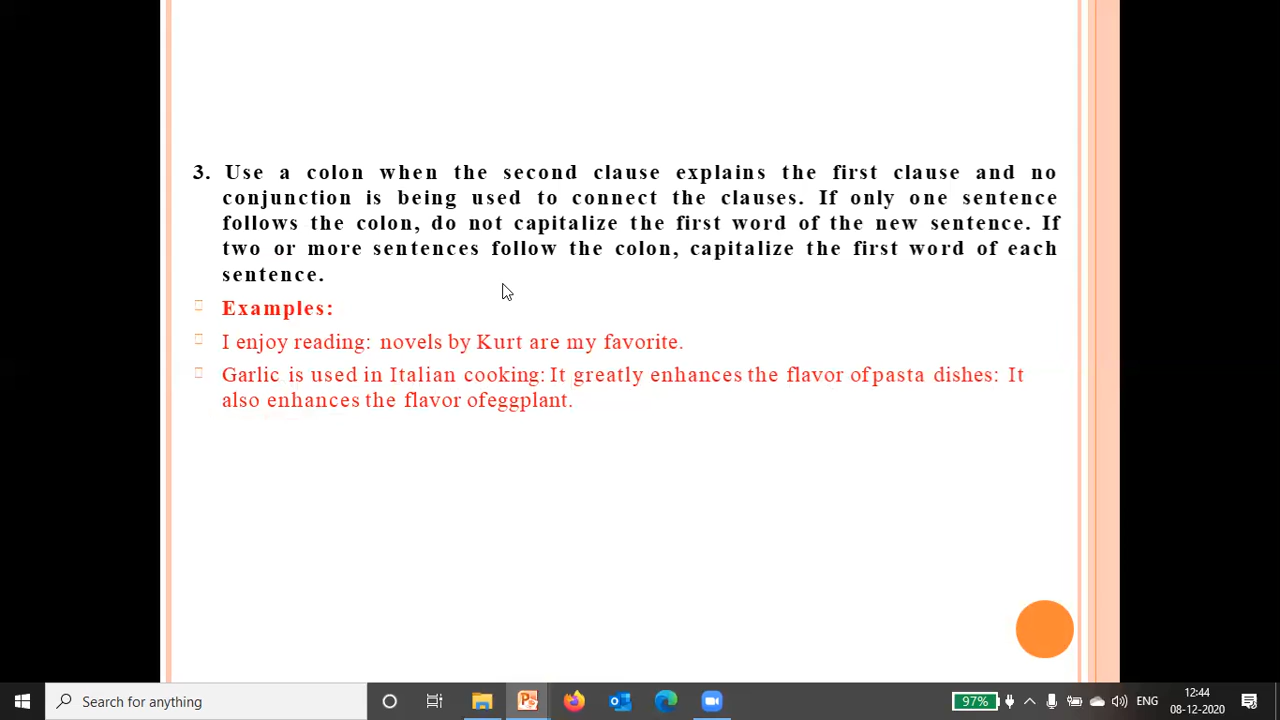 3. Use a colon when the second clause explains the first clause and no
conjunction is being used to connect the clauses. If only one sentence
follows the colon, do not capitalize the first word of the new sentence. If
two or more sentences follow the colon, capitalize the first word of each
sentence.
Examples:
I enjoy reading: novels by Kurt are my favorite.
Garlic is used in Italian cooking: It greatly enhances the flavor of pasta dishes: It
also enhances the flavor of eggplant.
Search for anything
97%
ENG
12:44
08-12-2020